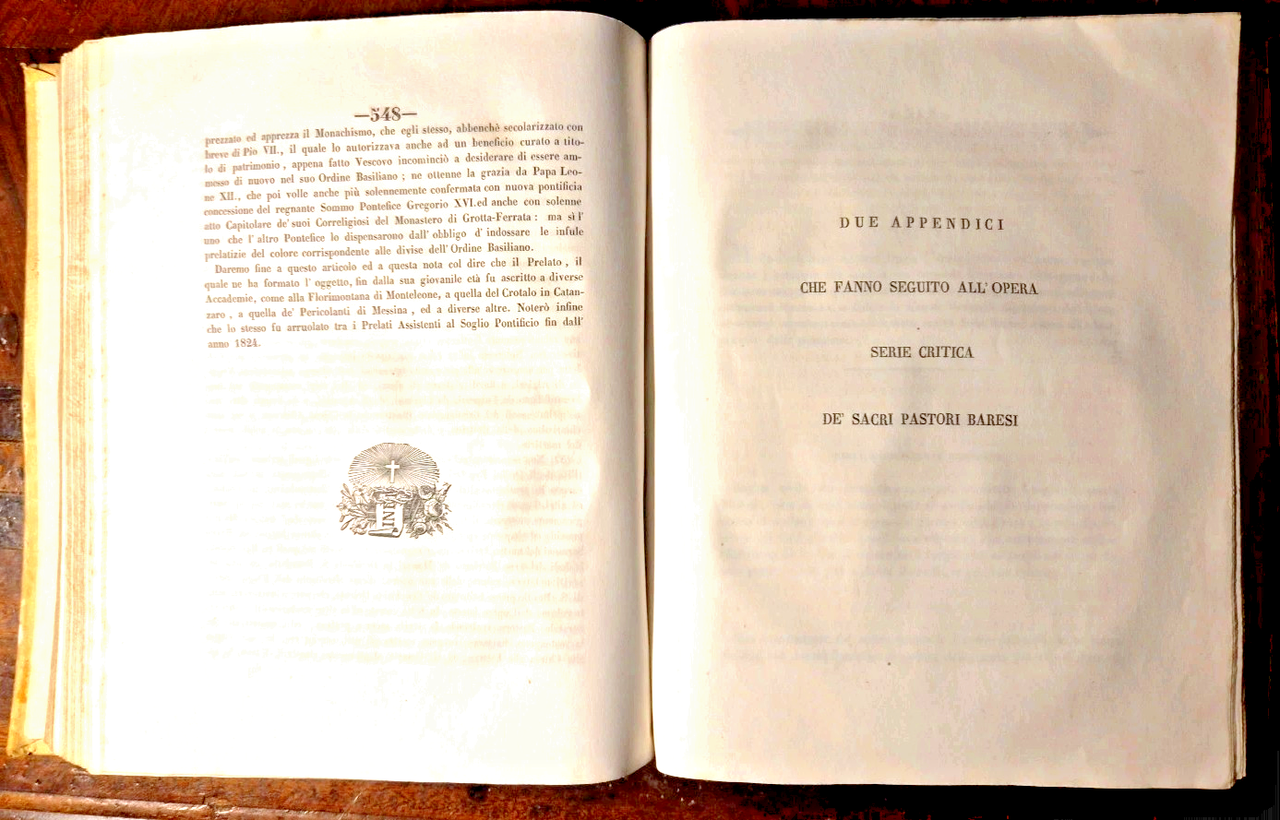 —548—
prezzato ed apprezza il Monachismo, che egli stesso, abbenchè secolarizzato con
breve di Pio VII., il quale lo autorizzava anche ad un beneficio curato a tito-
lo di patrimonio, appena fatto Vescovo incominciò a desiderare di essere am-
messo di nuovo nel suo Ordine Basiliano; ne ottenne la grazia da Papa Leo-
ne XII., che poi volle anche più solennemente confermata con nuova pontificia
concessione del regnante Sommo Pontefice Gregorio XVI. ed anche con solenne
atto Capitolare de' suoi Correligiosi del Monastero di Grotta-Ferrata: ma sì l'
uno che l'altro Pontefice lo dispensarono dall'obbligo d'indossare le infule
prelatizie del colore corrispondente alle divise dell'Ordine Basiliano.
Daremo fine a questo articolo ed a questa nota col dire che il Prelato, il
quale ne ha formato l'oggetto, fin dalla sua giovanile età fu ascritto a diverse
Accademie, come alla Florimontana di Monteleone, a quella del Crotalo in Catan-
zaro, a quella de' Pericolanti di Messina, ed a diverse altre. Noterò infine
che lo stesso fu arruolato tra i Prelati Assistenti al Soglio Pontificio fin dall'
anno 1824.
FINE
DUE APPENDICI
CHE FANNO SEGUITO ALL'OPERA
SERIE CRITICA
DE' SACRI PASTORI BARESI